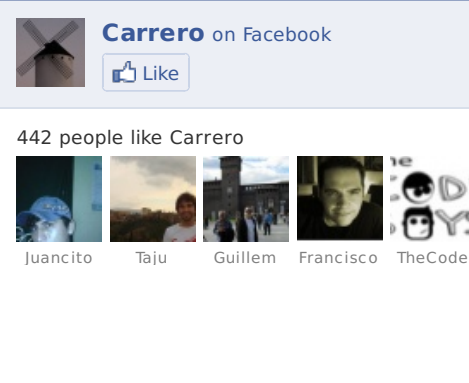 Carrero on Facebook
Like
442 people like Carrero
Juancito Taju Guillem Francisco TheCode